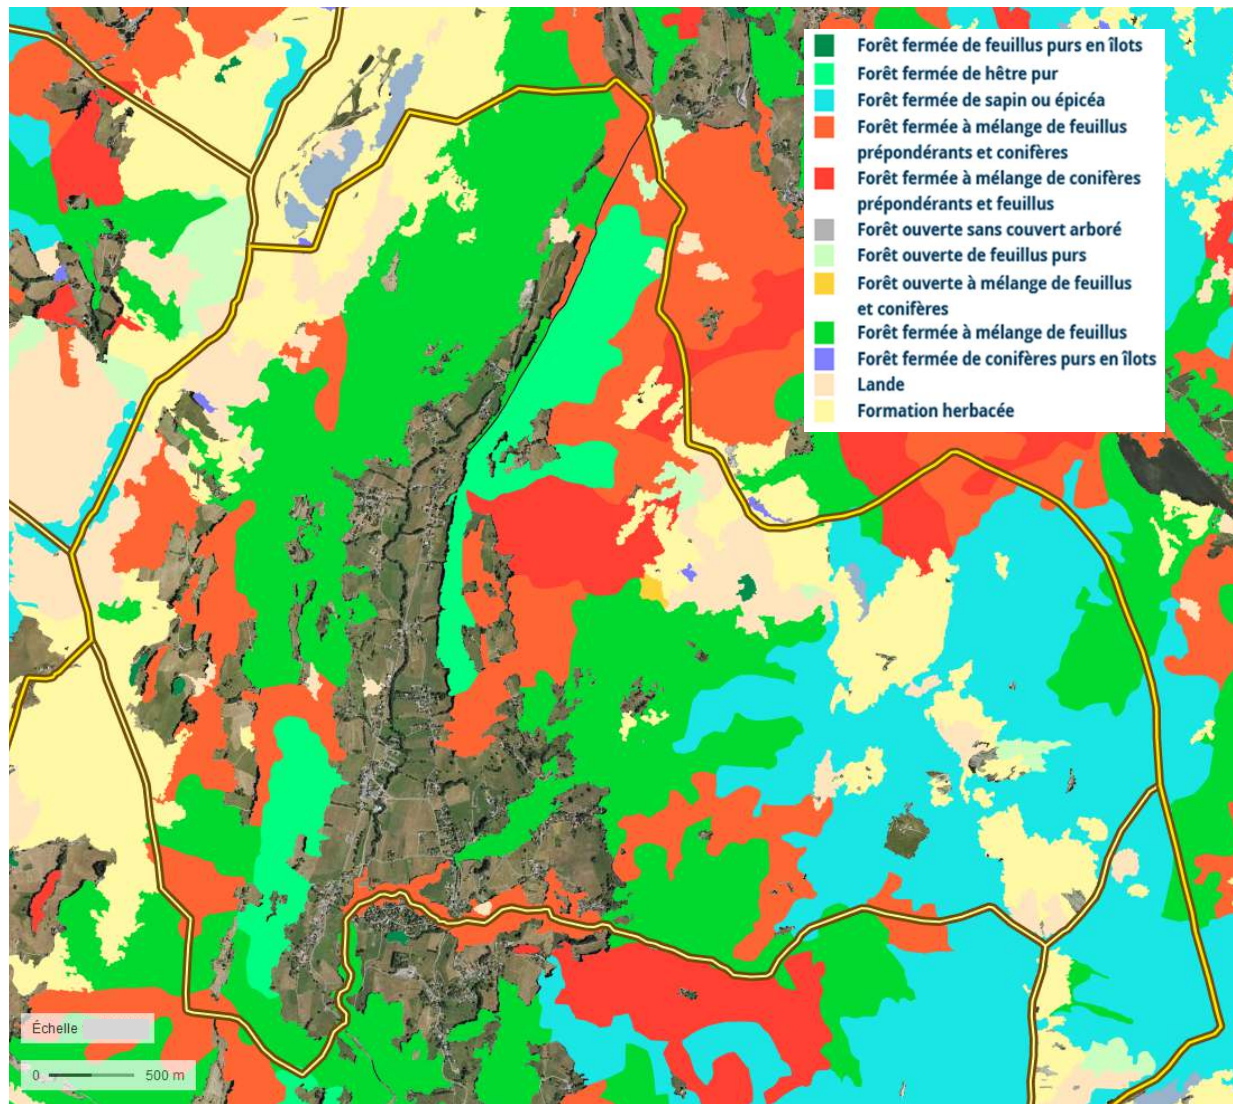 Forêt fermée de feuillus purs en îlots
Forêt fermée de hêtre pur
Forêt fermée de sapin ou épicéa
Forêt fermée à mélange de feuillus
prépondérants et conifères
Forêt fermée à mélange de conifères
prépondérants et feuillus
Forêt ouverte sans couvert arboré
Forêt ouverte de feuillus purs
Forêt ouverte à mélange de feuillus
et conifères
Forêt fermée à mélange de feuillus
Forêt fermée de conifères purs en îlots
Lande
Formation herbacée
Échelle
0 500 m